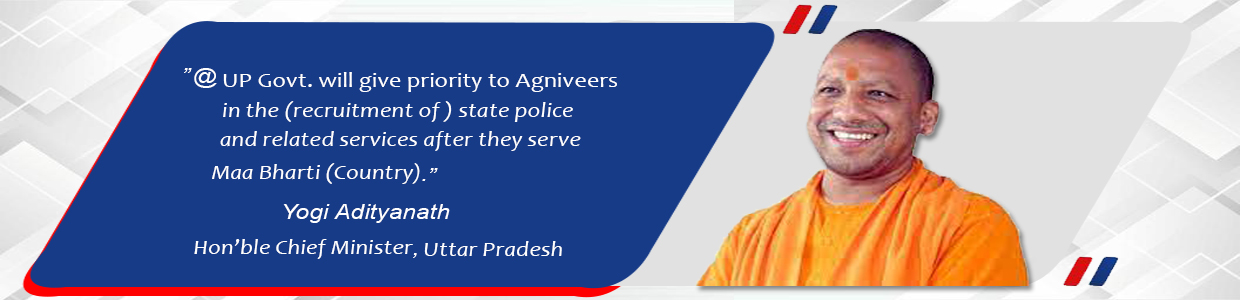 "@ UP Govt. will give priority to Agniveers
in the (recruitment of ) state police
and related services after they serve
Maa Bharti (Country)."
Yogi Adityanath
Hon'ble Chief Minister, Uttar Pradesh